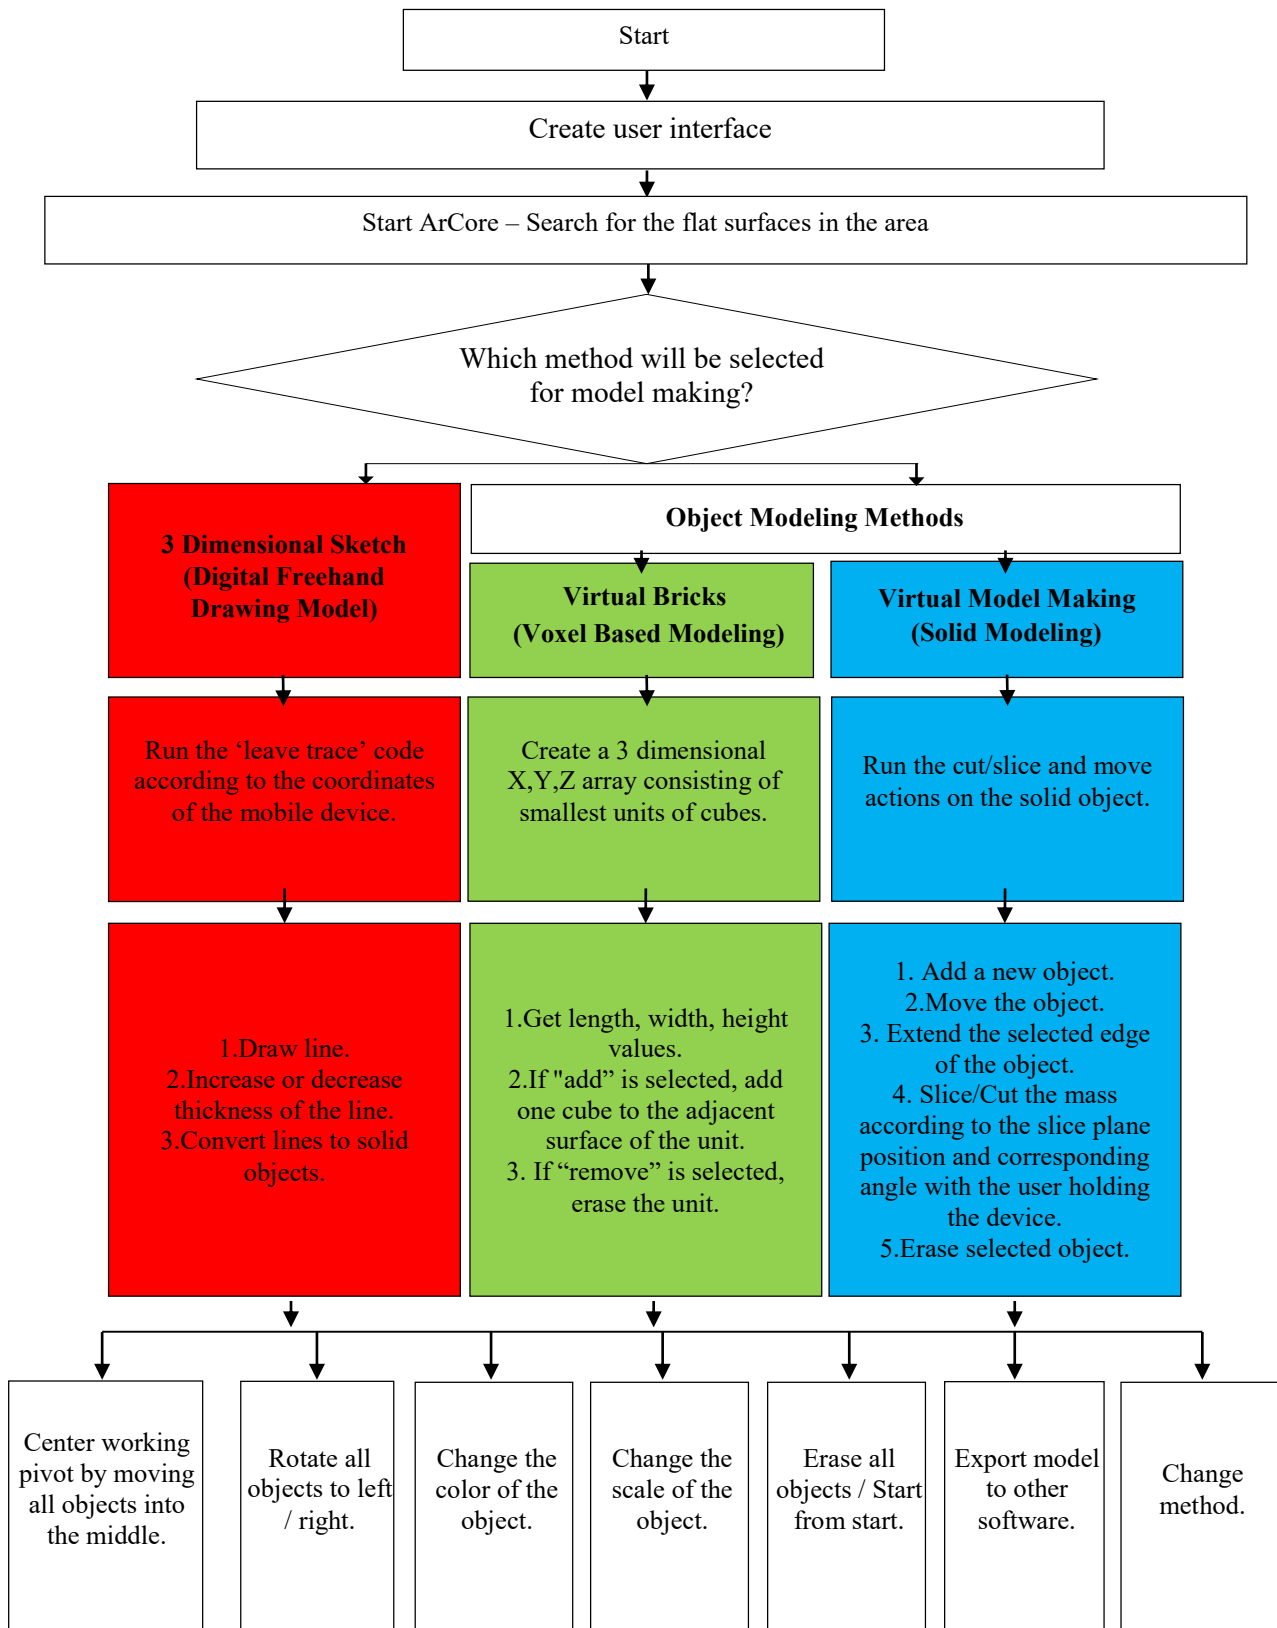 Start
Create user interface
Start ArCore – Search for the flat surfaces in the area
Which method will be selected
for model making?
3 Dimensional Sketch
(Digital Freehand
Drawing Model)
Object Modeling Methods
Virtual Bricks
(Voxel Based Modeling)
Virtual Model Making
(Solid Modeling)
Run the ‘leave trace’ code
according to the coordinates
of the mobile device.
Create a 3 dimensional
X,Y,Z array consisting of
smallest units of cubes.
Run the cut/slice and move
actions on the solid object.
1.Draw line.
2.Increase or decrease
thickness of the line.
3.Convert lines to solid
objects.
1.Get length, width, height
values.
2.If "add” is selected, add
one cube to the adjacent
surface of the unit.
3. If “remove” is selected,
erase the unit.
1. Add a new object.
2.Move the object.
3. Extend the selected edge
of the object.
4. Slice/Cut the mass
according to the slice plane
position and corresponding
angle with the user holding
the device.
5.Erase selected object.
Center working
pivot by moving
all objects into
the middle.
Rotate all
objects to left
/ right.
Change the
color of the
object.
Change the
scale of the
object.
Erase all
objects / Start
from start.
Export model
to other
software.
Change
method.